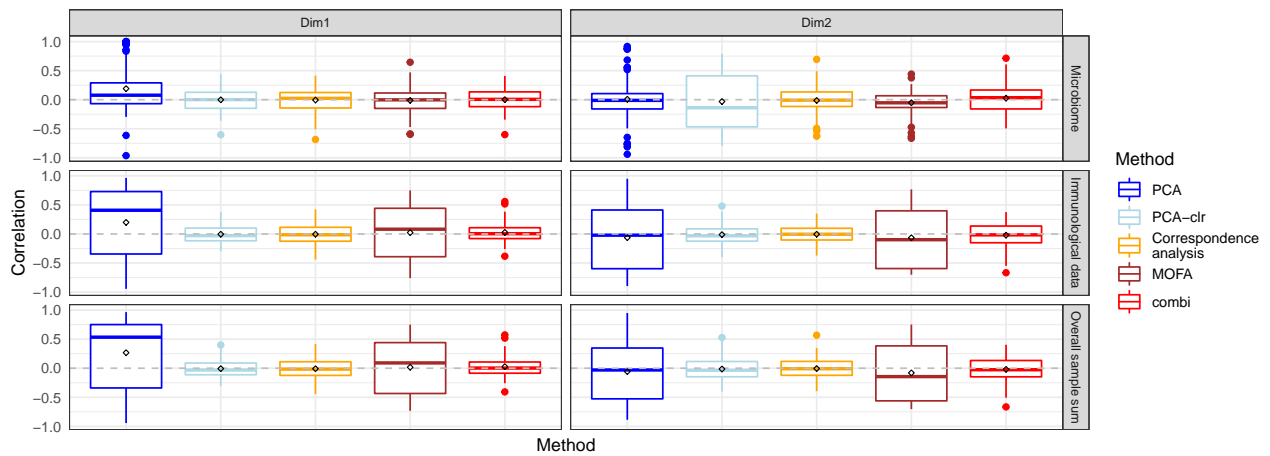 Dim1
Dim2
1.0
0.5
0.0
−0.5
−1.0
Microbiome
1.0
0.5
0.0
−0.5
−1.0
Immunological data
1.0
0.5
0.0
−0.5
−1.0
Overall sample sum
Correlation
Method
Method
PCA
PCA−clr
Correspondence
analysis
MOFA
combi